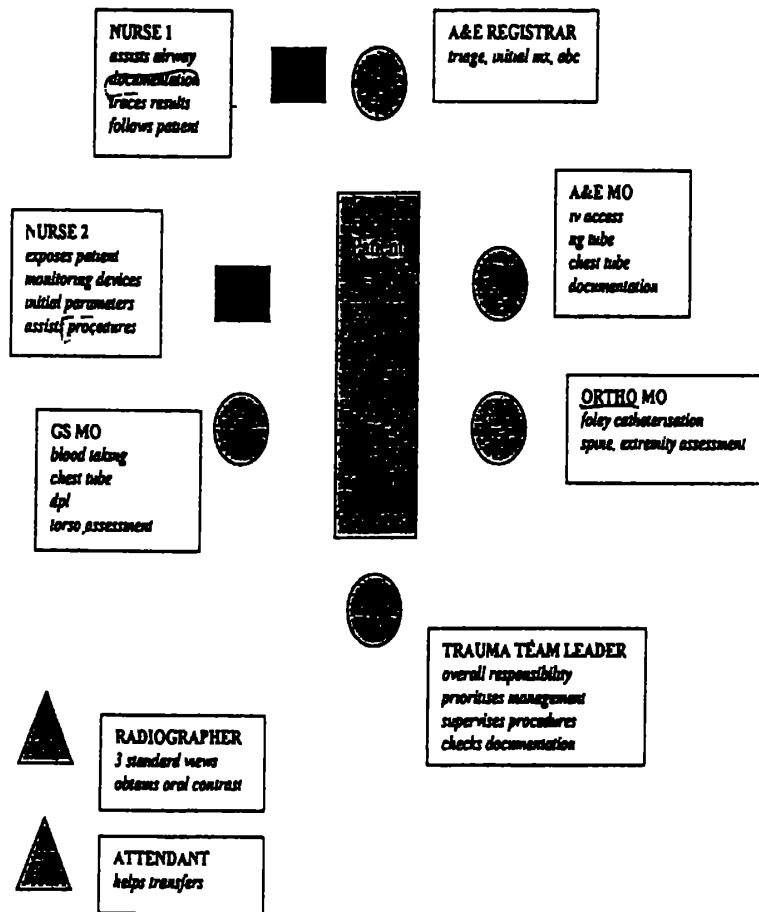 NURSE 1
assists airway
documentation
traces results
follows patient
A&E REGISTRAR
triage, initial mx, abc
NURSE 2
exposes patient
monitoring devices
initial parameters
assists procedures
Patient
A&E MO
iv access
ng tube
chest tube
documentation
GS MO
blood taking
chest tube
dpl
torso assessment
ORTHO MO
foley catheterisation
spine, extremity assessment
TRAUMA TEAM LEADER
overall responsibility
prioritises management
supervises procedures
checks documentation
RADIOGRAPHER
3 standard views
obtains oral contrast
ATTENDANT
helps transfers